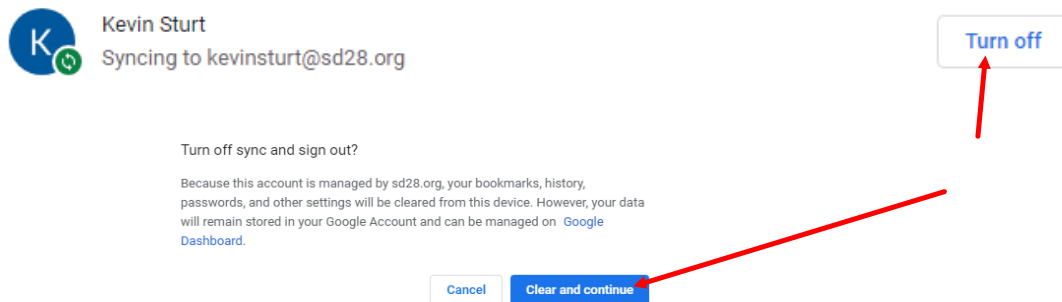 K
Kevin Sturt
Syncing to kevinsturt@sd28.org
Turn off
Turn off sync and sign out?
Because this account is managed by sd28.org, your bookmarks, history,
passwords, and other settings will be cleared from this device. However, your data
will remain stored in your Google Account and can be managed on Google
Dashboard.
Cancel
Clear and continue